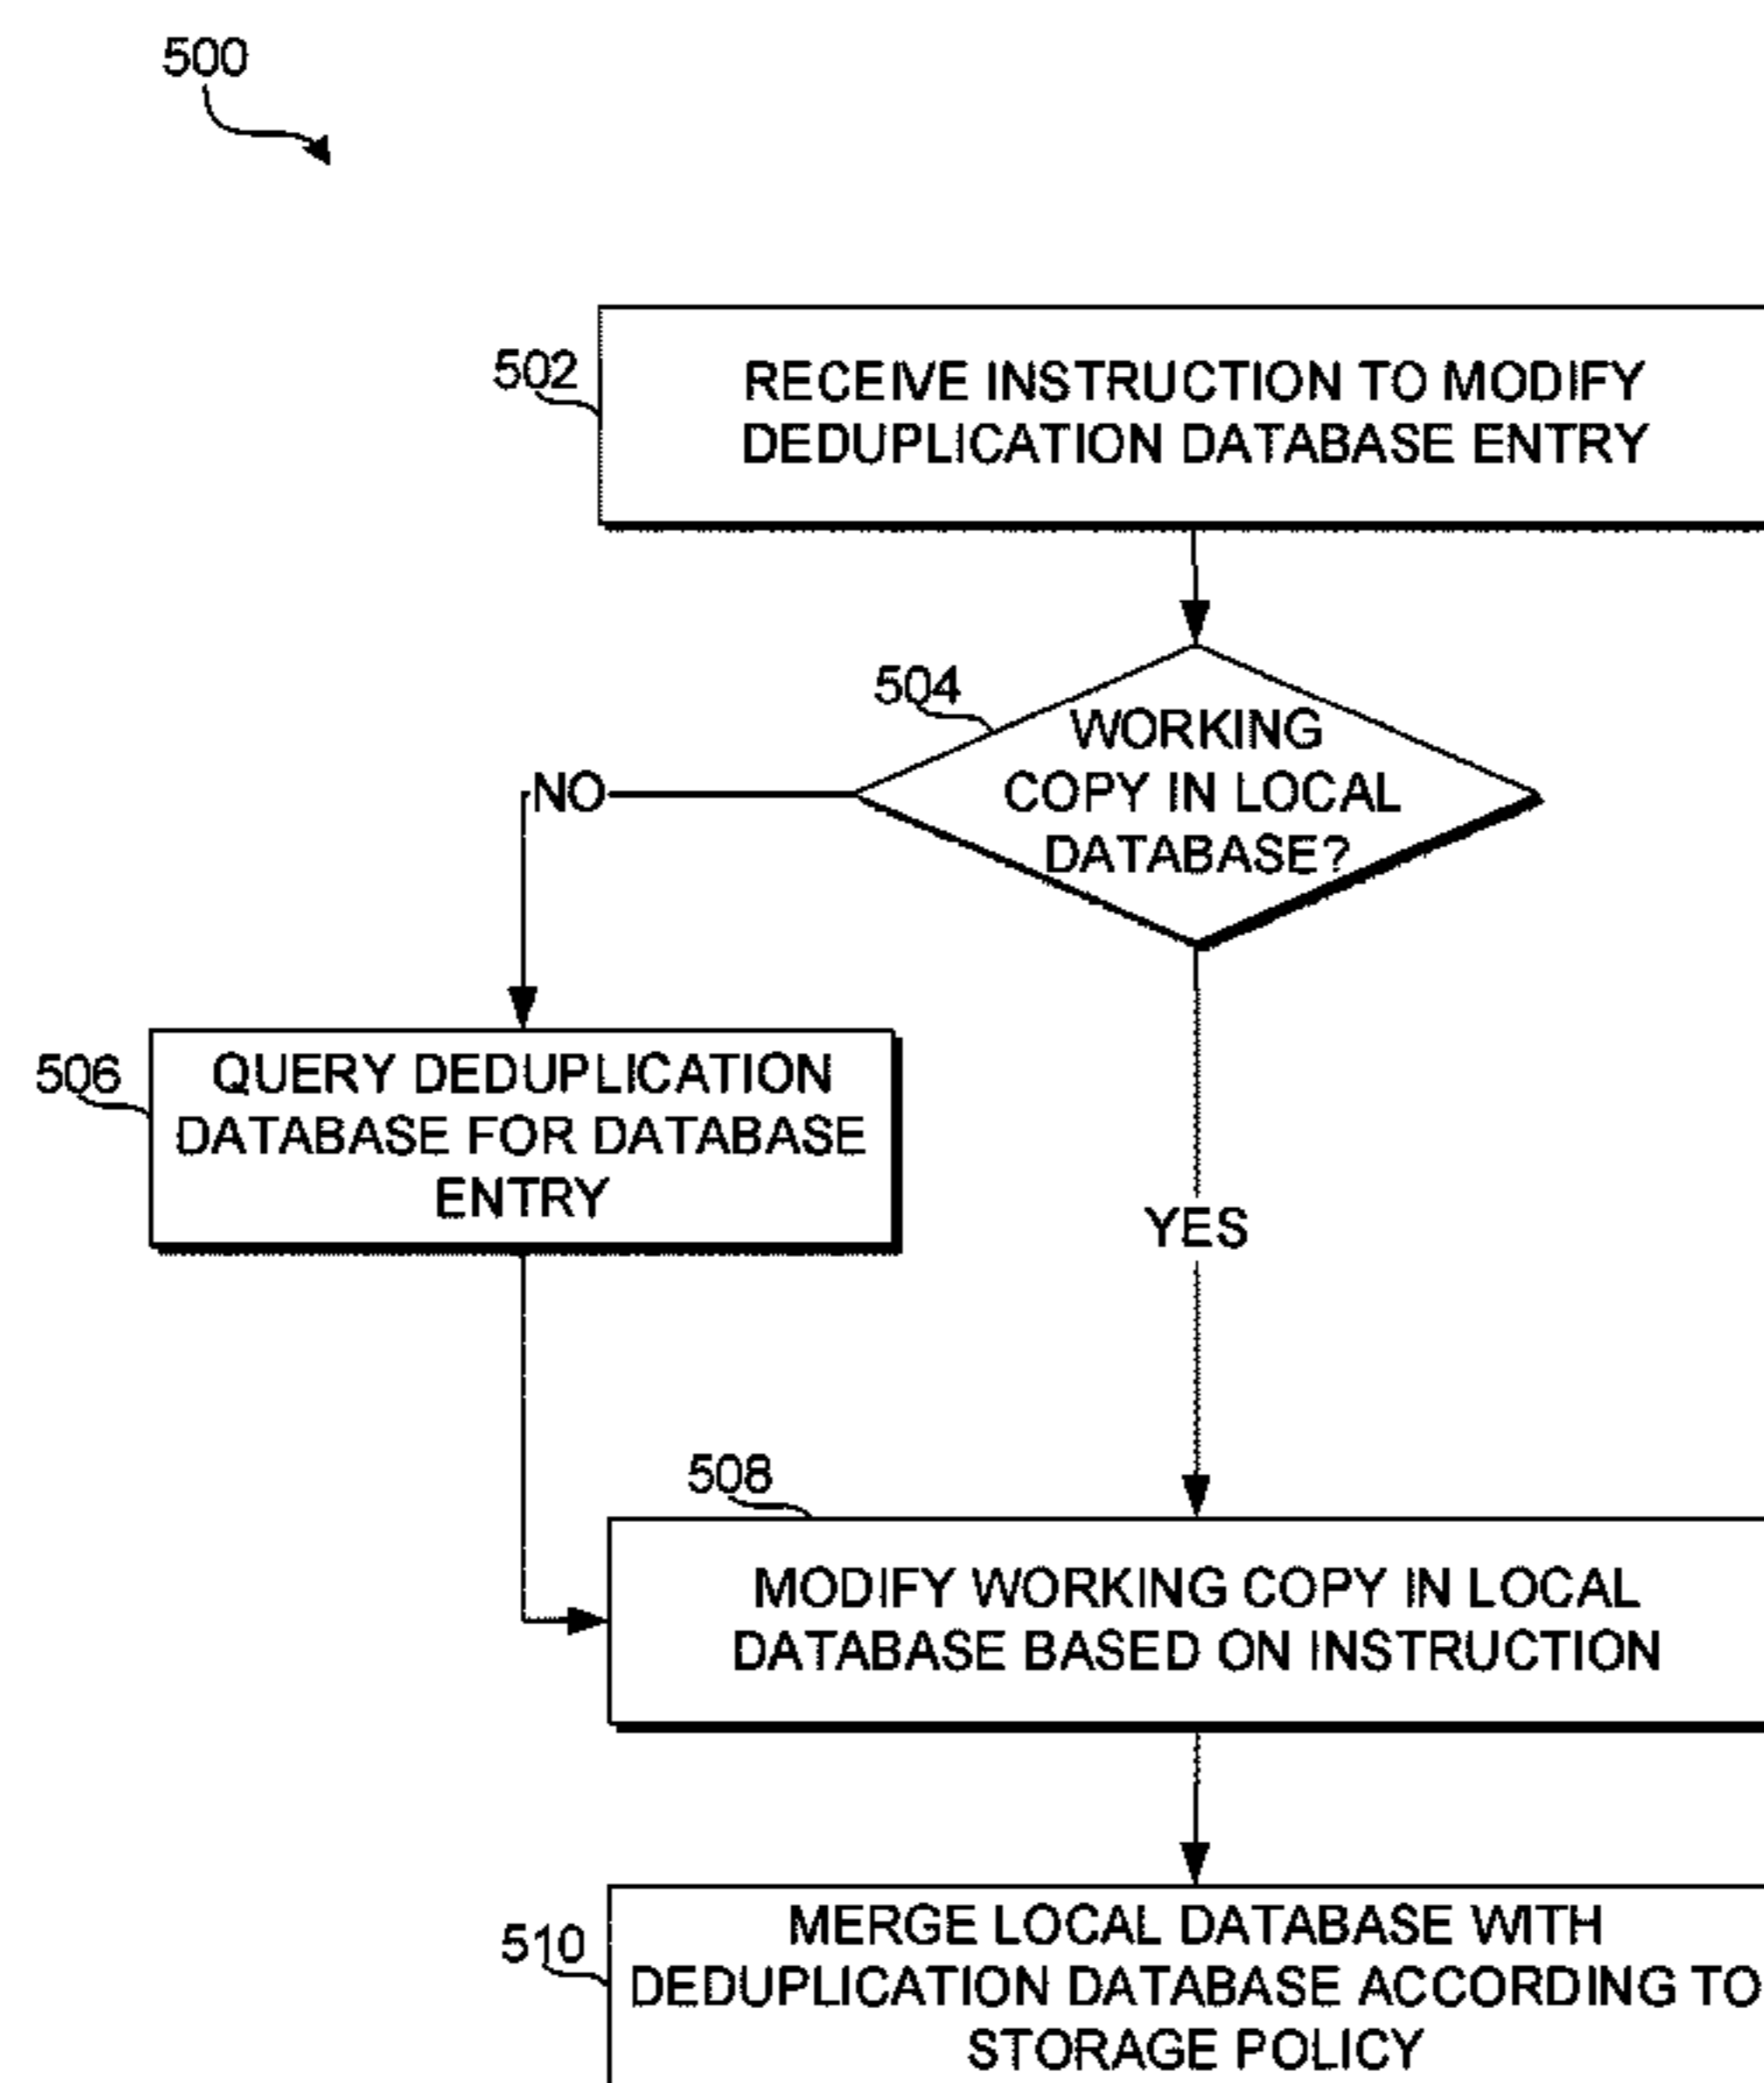 500
502
RECEIVE INSTRUCTION TO MODIFY
DEDUPLICATION DATABASE ENTRY
504
WORKING
COPY IN LOCAL
DATABASE?
NO
506
QUERY DEDUPLICATION
DATABASE FOR DATABASE
ENTRY
YES
508
MODIFY WORKING COPY IN LOCAL
DATABASE BASED ON INSTRUCTION
510
MERGE LOCAL DATABASE WITH
DEDUPLICATION DATABASE ACCORDING TO
STORAGE POLICY